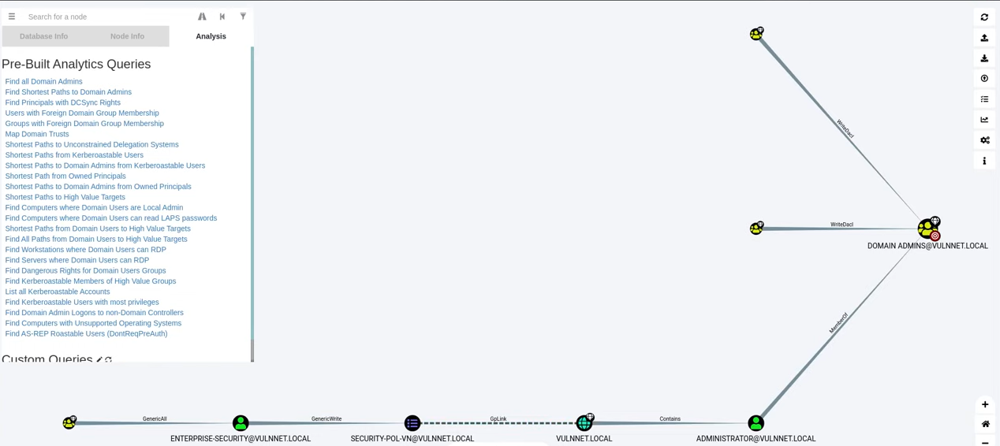 Search for a node
Database Info
Node Info
Analysis
Pre-Built Analytics Queries
Find all Domain Admins
Find Shortest Paths to Domain Admins
Find Principals with DCSync Rights
Users with Foreign Domain Group Membership
Groups with Foreign Domain Group Membership
Map Domain Trusts
Shortest Paths to Unconstrained Delegation Systems
Shortest Paths from Kerberoastable Users
Shortest Paths to Domain Admins from Kerberoastable Users
Shortest Path from Owned Principals
Shortest Paths to Domain Admins from Owned Principals
Shortest Paths to High Value Targets
Find Computers where Domain Users are Local Admin
Find Computers where Domain Users can read LAPS passwords
Shortest Paths from Domain Users to High Value Targets
Find All Paths from Domain Users to High Value Targets
Find Workstations where Domain Users can RDP
Find Servers where Domain Users can RDP
Find Dangerous Rights for Domain Users Groups
Find Kerberoastable Members of High Value Groups
List all Kerberoastable Accounts
Find Kerberoastable Users with most privileges
Find Domain Admin Logons to non-Domain Controllers
Find Computers with Unsupported Operating Systems
Find AS-REP Roastable Users (DontReqPreAuth)
Custom Queries
WriteDacl
WriteDacl
DOMAIN ADMINS@VULNNET.LOCAL
MemberOf
GenericAll
GenericWrite
GpLink
Contains
ENTERPRISE-SECURITY@VULNNET.LOCAL
SECURITY-POL-VN@VULNNET.LOCAL
VULNNET.LOCAL
ADMINISTRATOR@VULNNET.LOCAL